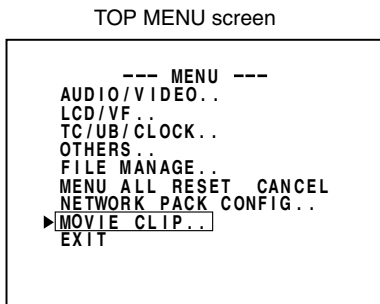 TOP MENU screen
--- MENU ---
AUDIO/VIDEO..
LCD/VF..
TC/UB/CLOCK..
OTHERS..
FILE MANAGE..
MENU ALL RESET CANCEL
NETWORK PACK CONFIG..
▶MOVIE CLIP..
EXIT